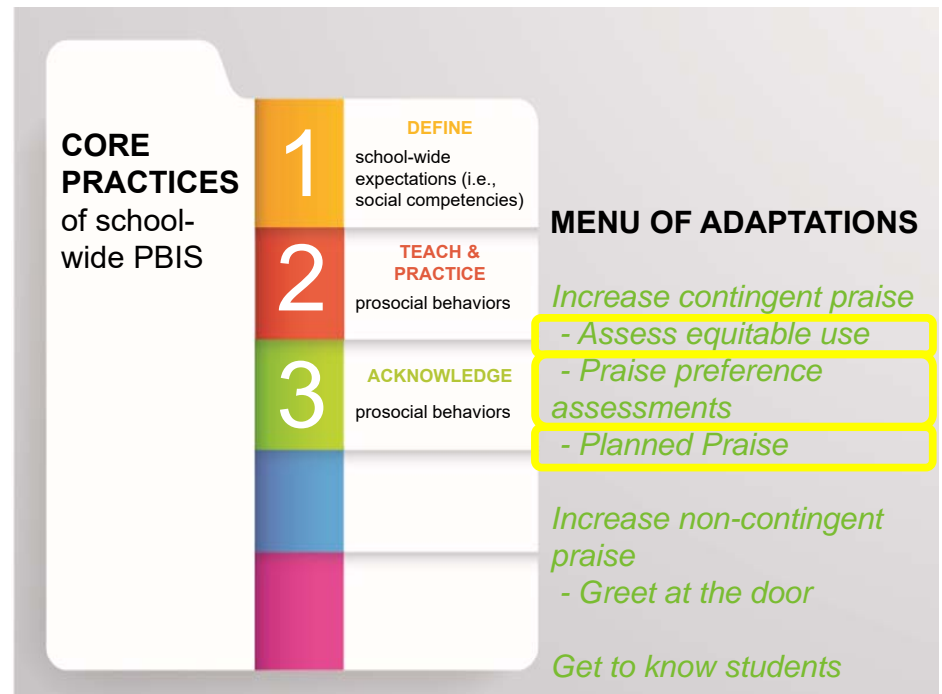 CORE
PRACTICES
of school-
wide PBIS
1
DEFINE
school-wide
expectations (i.e.,
social competencies)
2
TEACH &
PRACTICE
prosocial behaviors
3
ACKNOWLEDGE
prosocial behaviors
MENU OF ADAPTATIONS
Increase contingent praise
- Assess equitable use
- Praise preference
assessments
- Planned Praise
Increase non-contingent
praise
- Greet at the door
Get to know students